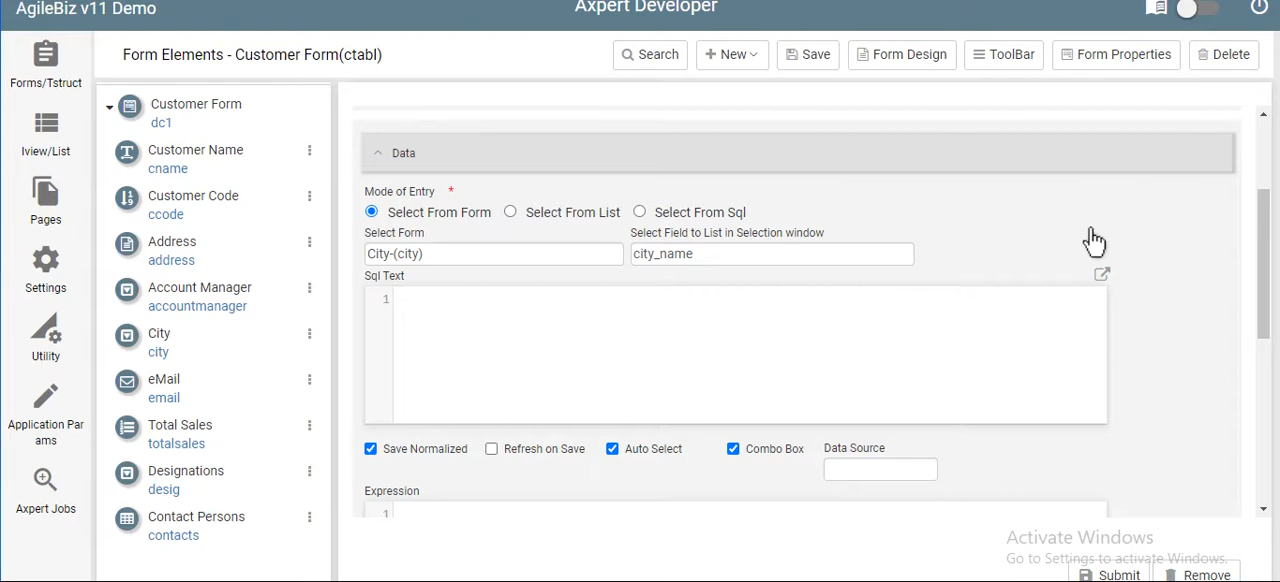 AgileBiz v11 Demo
Axpert Developer
Forms/Tstruct
Iview/List
Pages
Settings
Utility
Application Par
ams
Axpert Jobs
Form Elements - Customer Form(ctabl)
Search
New
Save
Form Design
ToolBar
Form Properties
Delete
Customer Form
dc1
Customer Name
cname
Customer Code
ccode
Address
address
Account Manager
accountmanager
City
city
eMail
email
Total Sales
totalsales
Designations
desig
Contact Persons
contacts
Data
Mode of Entry *
Select From Form Select From List Select From Sql
Select Form Select Field to List in Selection window
City-(city) city_name
Sql Text
1
Save Normalized Refresh on Save Auto Select Combo Box Data Source
Expression
1
Activate Windows
Go to Settings to activate Windows.
Submit Remove